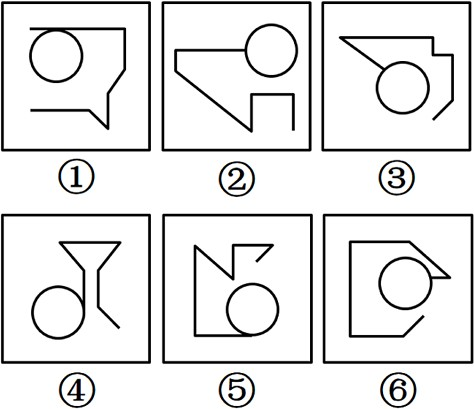 ① ② ③
④ ⑤ ⑥